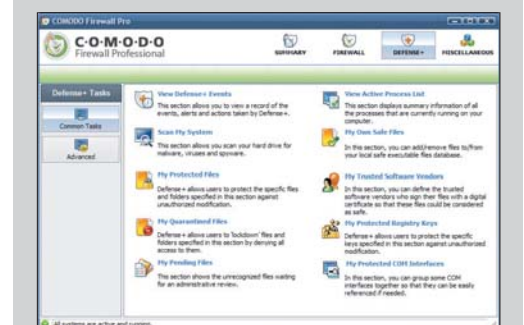 COMODO Firewall Pro
C·O·M·O·D·O
Firewall Professional
SUMMARY
FIREWALL
DEFENSE+
MISCELLANEOUS
Defense+ Tasks
Common Tasks
Advanced
View Defense+ Events
This section allows you to view a record of the
events, alerts and actions taken by Defense+.
Scan My System
This section allows you scan your hard drive for
malware, viruses and spyware.
My Protected Files
Defense+ allows users to protect the specific files
and folders specified in this section against
unauthorized modification.
My Quarantined Files
Defense+ allows users to 'lockdown' files and
folders specified in this section by denying all
access to them.
My Pending Files
This section shows the unrecognized files waiting
for an administrative review.
View Active Process List
This section displays summary information of all
the processes that are currently running on your
computer.
My Own Safe Files
In this section, you can add/remove files to/from
your local safe executable files database.
My Trusted Software Vendors
In this section, you can define the trusted
software vendors who sign their files with a digital
certificate so that these files could be considered
as safe.
My Protected Registry Keys
Defense+ allows users to protect the specific
keys specified in this section against unauthorized
modification.
My Protected COM Interfaces
In this section, you can group some COM
interfaces together so that they can be easily
referenced if needed.
All systems are active and running.